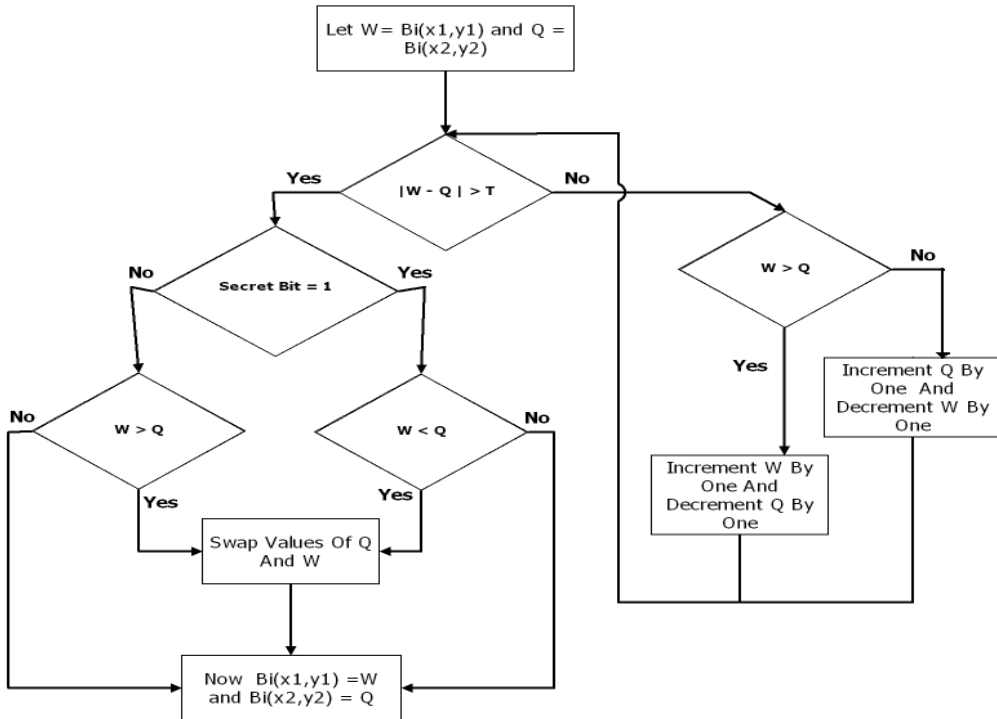 Let W= Bi(x1,y1) and Q =
Bi(x2,y2)
Yes
|W - Q | > T
No
No
Secret Bit = 1
Yes
W > Q
No
Yes
Increment Q By
One And
Decrement W By
One
No
W > Q
W < Q
No
Yes
Yes
Increment W By
One And
Decrement Q By
One
Swap Values Of Q
And W
Now Bi(x1,y1) =W
and Bi(x2,y2) = Q